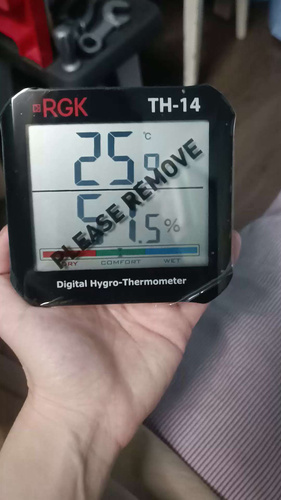 RGK TH-14
25.9 °C
51.5 %
PLEASE REMOVE
DRY COMFORT WET
Digital Hygro-Thermometer